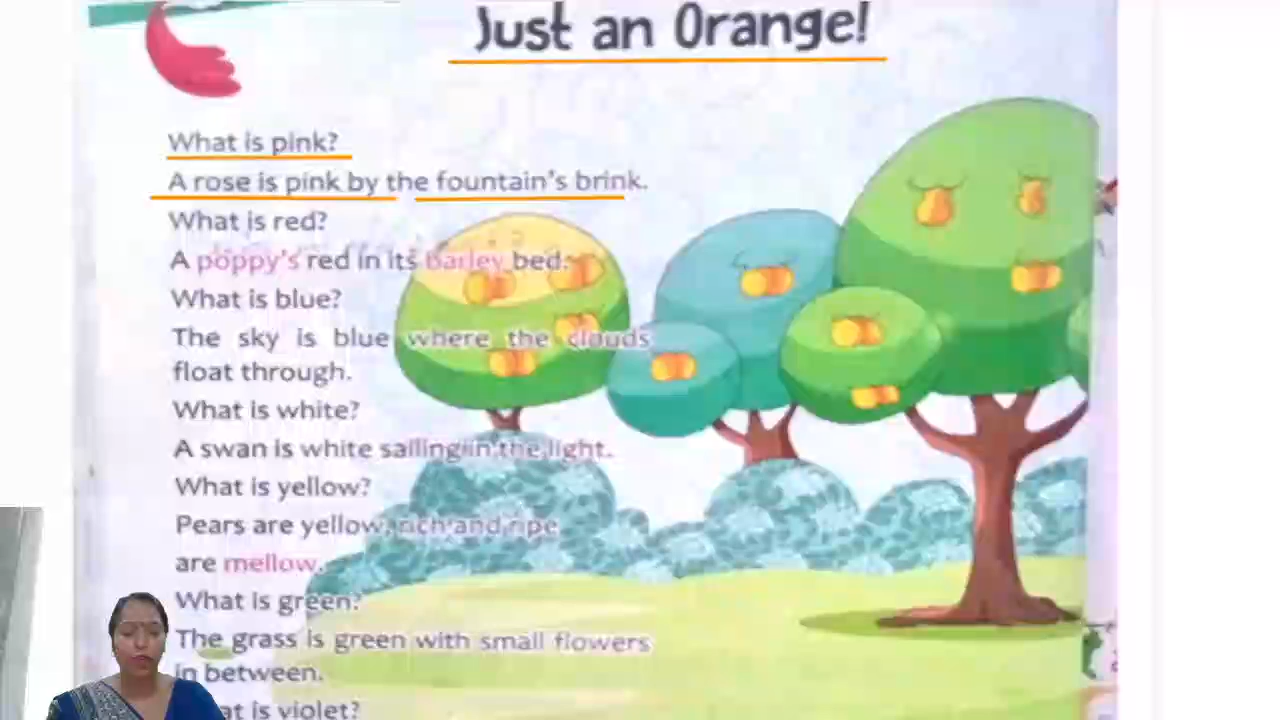 Just an Orange!
What is pink?
A rose is pink by the fountain's brink.
What is red?
A poppy's red in its barley bed.
What is blue?
The sky is blue where the clouds
float through.
What is white?
A swan is white sailing in the light.
What is yellow?
Pears are yellow, rich and ripe
are mellow.
What is green?
The grass is green with small flowers
in between.
at is violet?